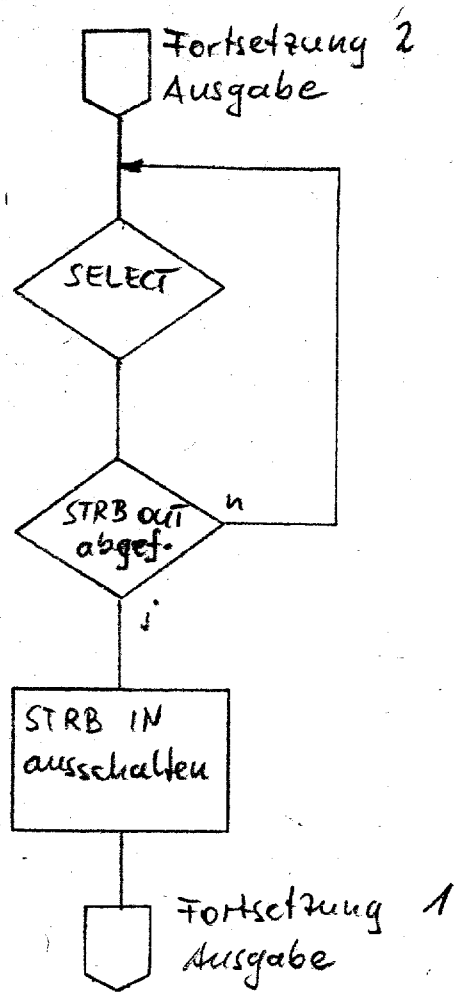 Fortsetzung 2
Ausgabe
SELECT
STRB OUT
abgef.
n
j
STRB IN
ausschalten
Fortsetzung 1
Ausgabe